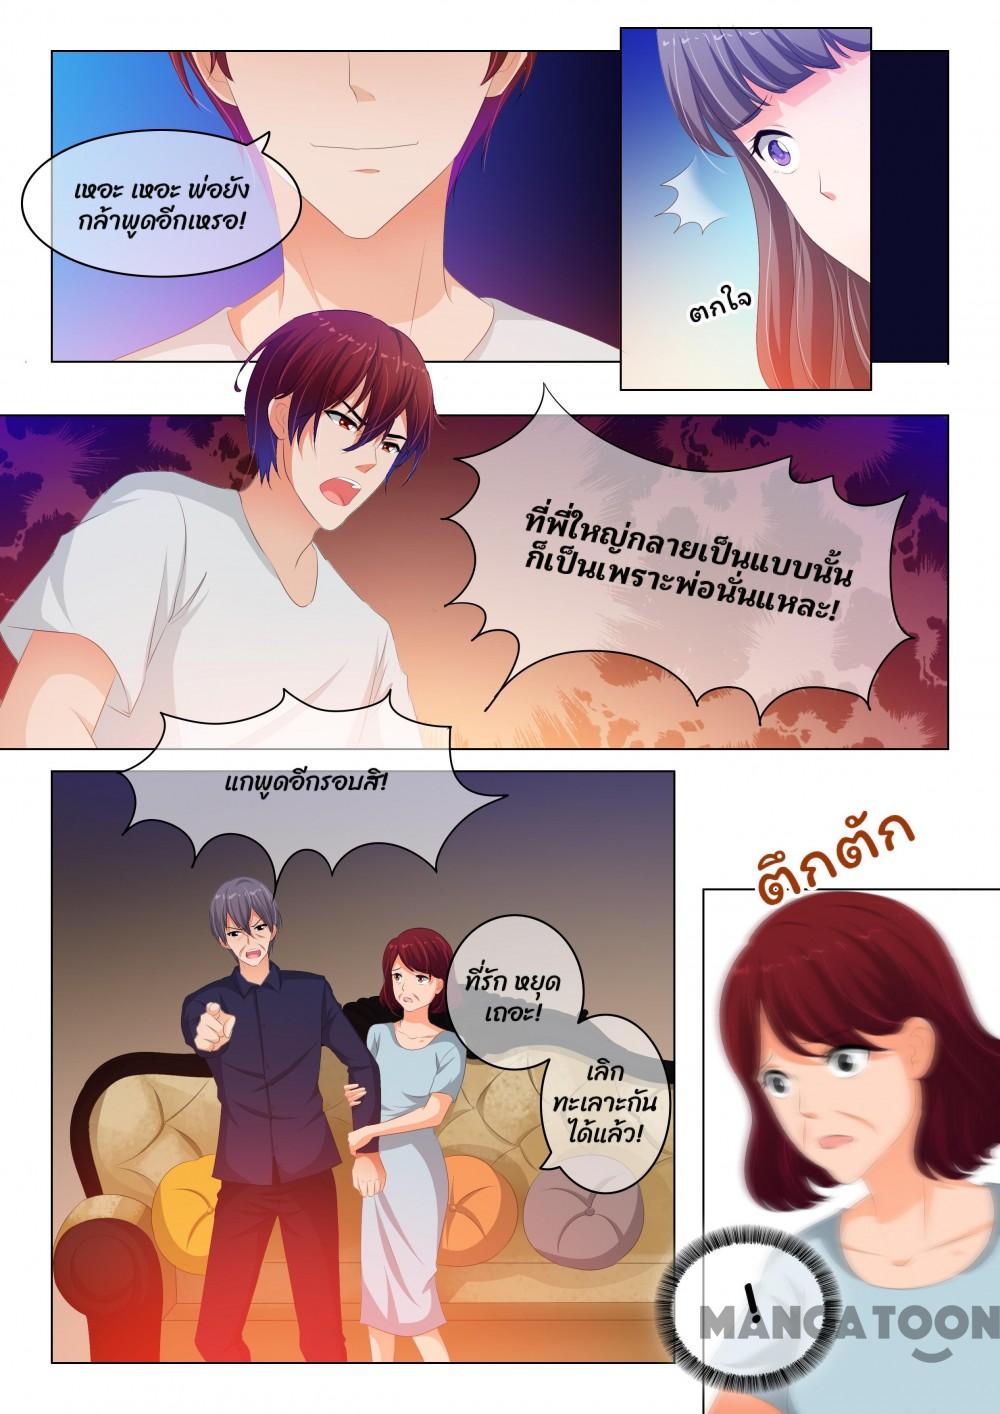 เหอะ เหอะ พ่อยัง
กล้าพูดอีกเหรอ!
ตกใจ
ที่พี่ใหญ่กลายเป็นแบบนั้น
ก็เป็นเพราะพ่อนั่นแหละ!
แกพูดอีกรอบสิ!
ที่รัก หยุด
เถอะ!
เลิก
ทะเลาะกัน
ได้แล้ว!
ตึกตัก
!
MANGATOON